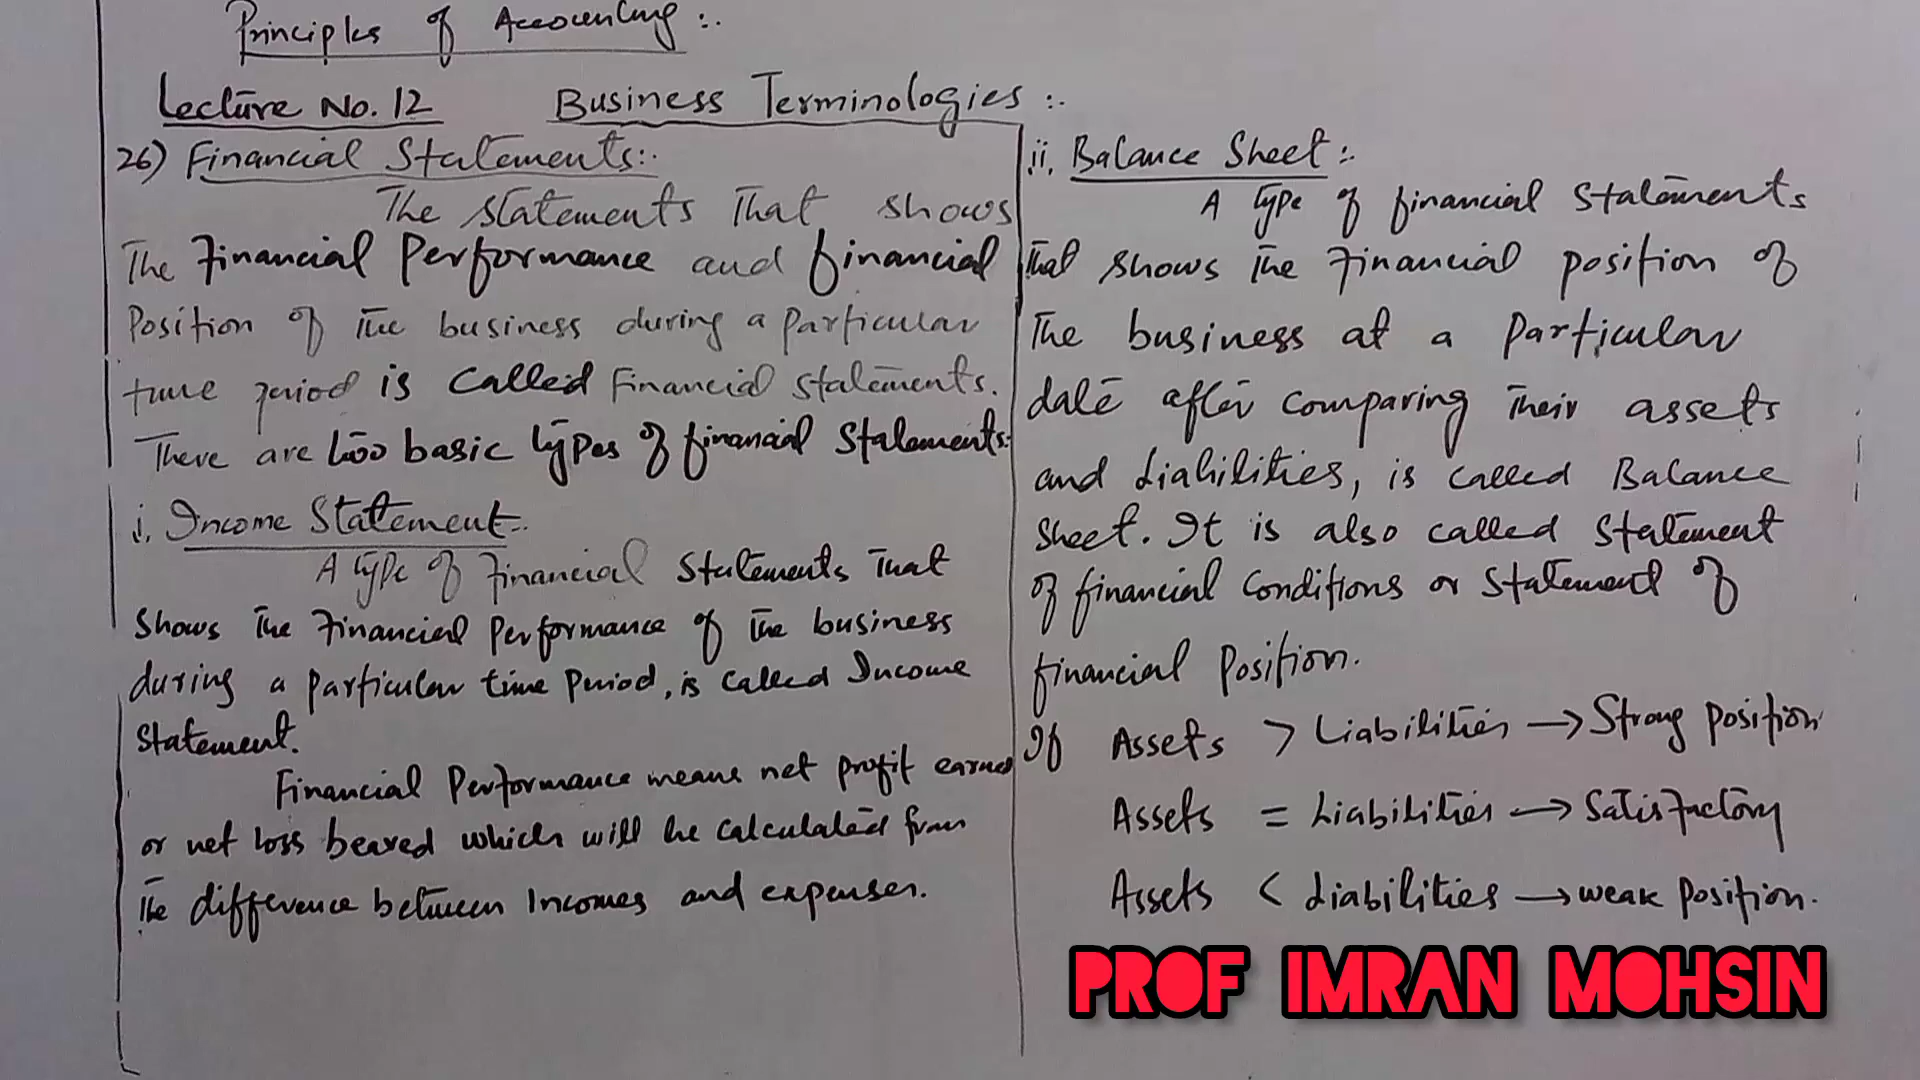 Principles of Accounting:.
Lecture No. 12 Business Terminologies:.
26) Financial Statements:.
The statements That shows
The Financial Performance and financial
Position of The business during a particular
time period is called Financial statements.
There are two basic types of financial Statements:
i. Income Statement:.
A type of Financial Statements That
shows The Financial Performance of The business
during a particular time period, is called Income
statement.
Financial Performance means net profit earned
or net loss beared which will be calculated from
The difference between Incomes and expenses.
ii. Balance Sheet:.
A type of financial statements
That shows The Financial position of
The business at a Particular
date after comparing Their assets
and Liabilities, is called Balance
Sheet. It is also called Statement
of financial Conditions or Statement of
financial Position.
If Assets > Liabilities → Strong position
Assets = Liabilities → Satisfactory
Assets < Liabilities → weak position.
PROF IMRAN MOHSIN